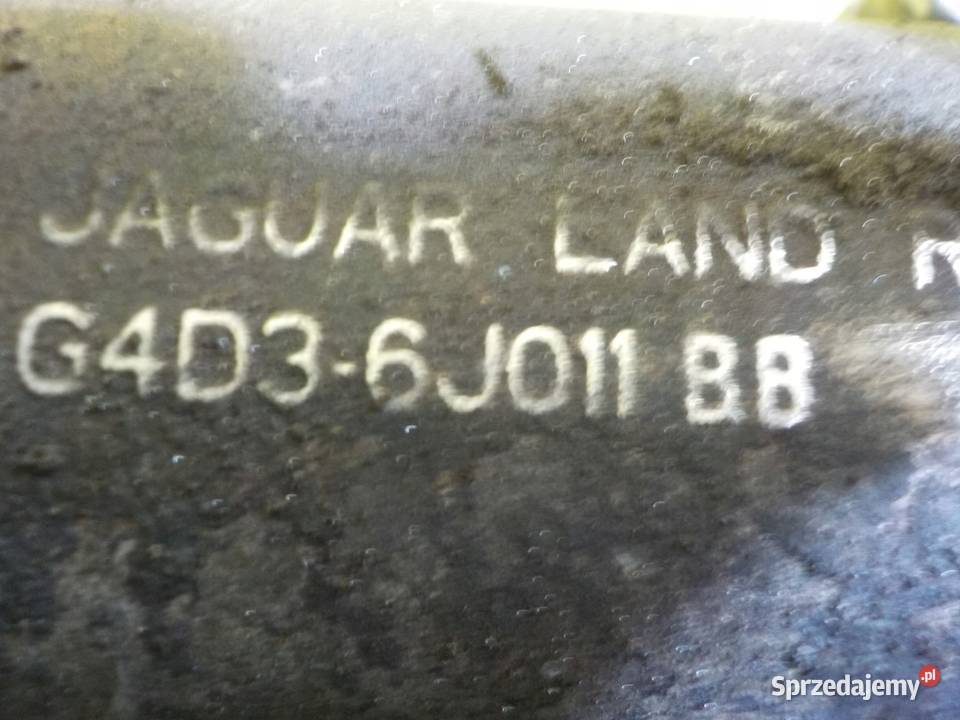 JAGUAR LAND R
G4D3-6J011 BB
Sprzedajemy.pl